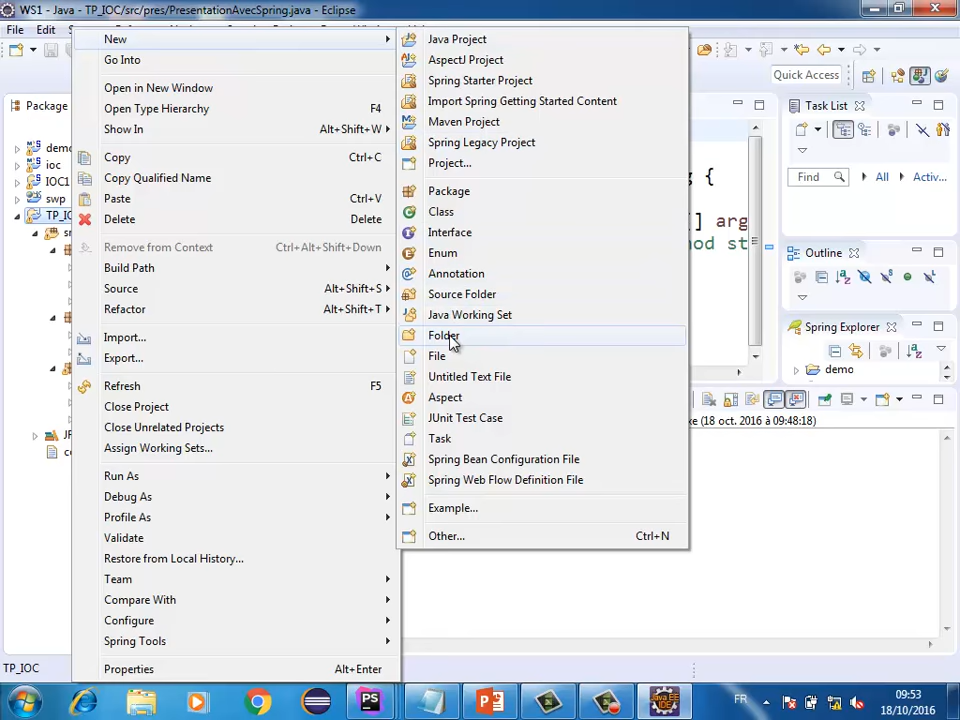 WS1 - Java - TP_IOC/src/pres/PresentationAvecSpring.java - Eclipse
File Edit
Quick Access
Package
demo
ioc
IOC1
swp
TP_IOC
New
Go Into
Open in New Window
Open Type Hierarchy F4
Show In Alt+Shift+W
Copy Ctrl+C
Copy Qualified Name
Paste Ctrl+V
Delete Delete
Remove from Context Ctrl+Alt+Shift+Down
Build Path
Source Alt+Shift+S
Refactor Alt+Shift+T
Import...
Export...
Refresh F5
Close Project
Close Unrelated Projects
Assign Working Sets...
Run As
Debug As
Profile As
Validate
Restore from Local History...
Team
Compare With
Configure
Spring Tools
Properties Alt+Enter
Java Project
AspectJ Project
Spring Starter Project
Import Spring Getting Started Content
Maven Project
Spring Legacy Project
Project...
Package
Class
Interface
Enum
Annotation
Source Folder
Java Working Set
Folder
File
Untitled Text File
Aspect
JUnit Test Case
Task
Spring Bean Configuration File
Spring Web Flow Definition File
Example...
Other... Ctrl+N
g {
[] arg
nod st
Task List
Find All Activ...
Outline
Spring Explorer
demo
xe (18 oct. 2016 à 09:48:18)
TP_IOC
FR
09:53
18/10/2016